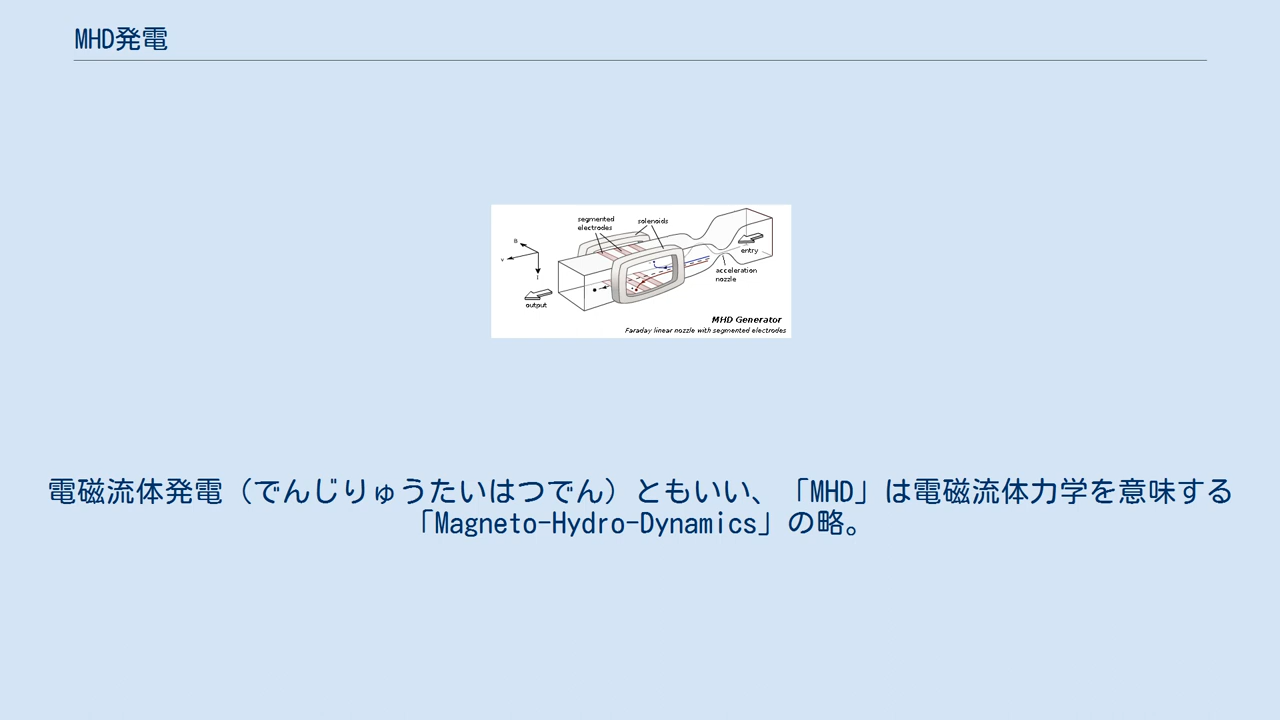 MHD発電
segmented
electrodes
solenoids
B
v
I
entry
acceleration
nozzle
output
MHD Generator
Faraday linear nozzle with segmented electrodes
電磁流体発電（でんじりゅうたいはつでん）ともいい、「MHD」は電磁流体力学を意味する
「Magneto-Hydro-Dynamics」の略。